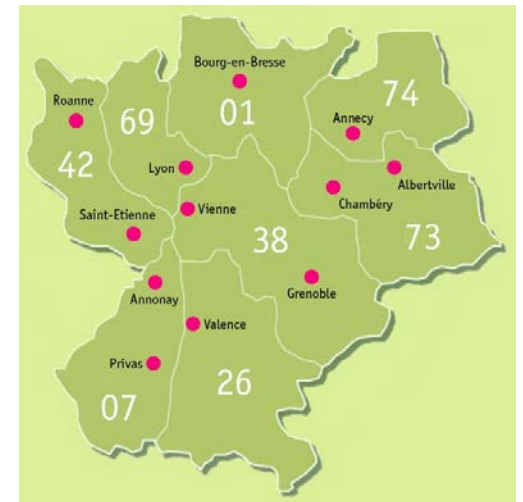 Bourg-en-Bresse
74
Roanne
69
01
Annecy
42
Lyon
Albertville
Chambéry
Saint-Etienne
Vienne
38
73
Annonay
Grenoble
Valence
Privas
26
07